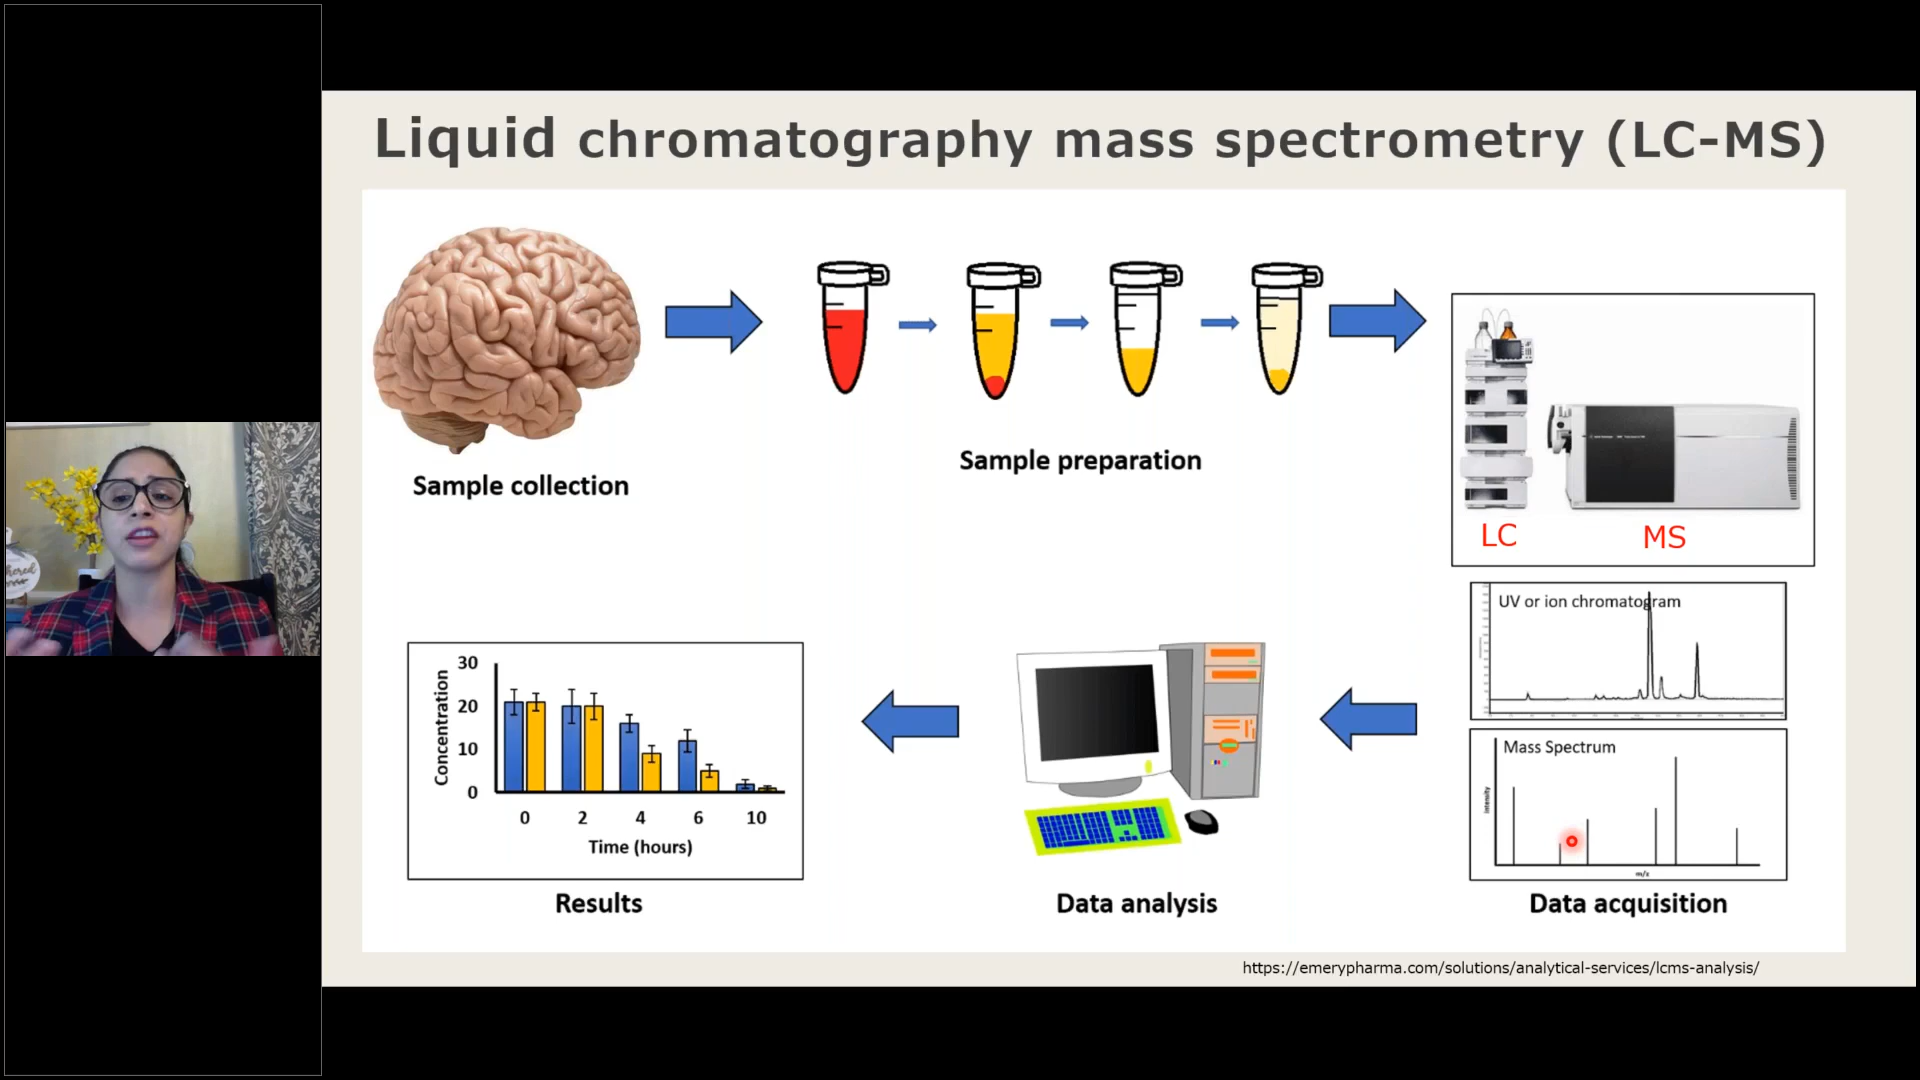 Liquid chromatography mass spectrometry (LC-MS)
Sample collection
Sample preparation
LC
MS
UV or ion chromatogram
Mass Spectrum
Intensity
m/z
Data acquisition
Data analysis
Concentration
30
20
10
0
0 2 4 6 10
Time (hours)
Results
https://emerypharma.com/solutions/analytical-services/lcms-analysis/